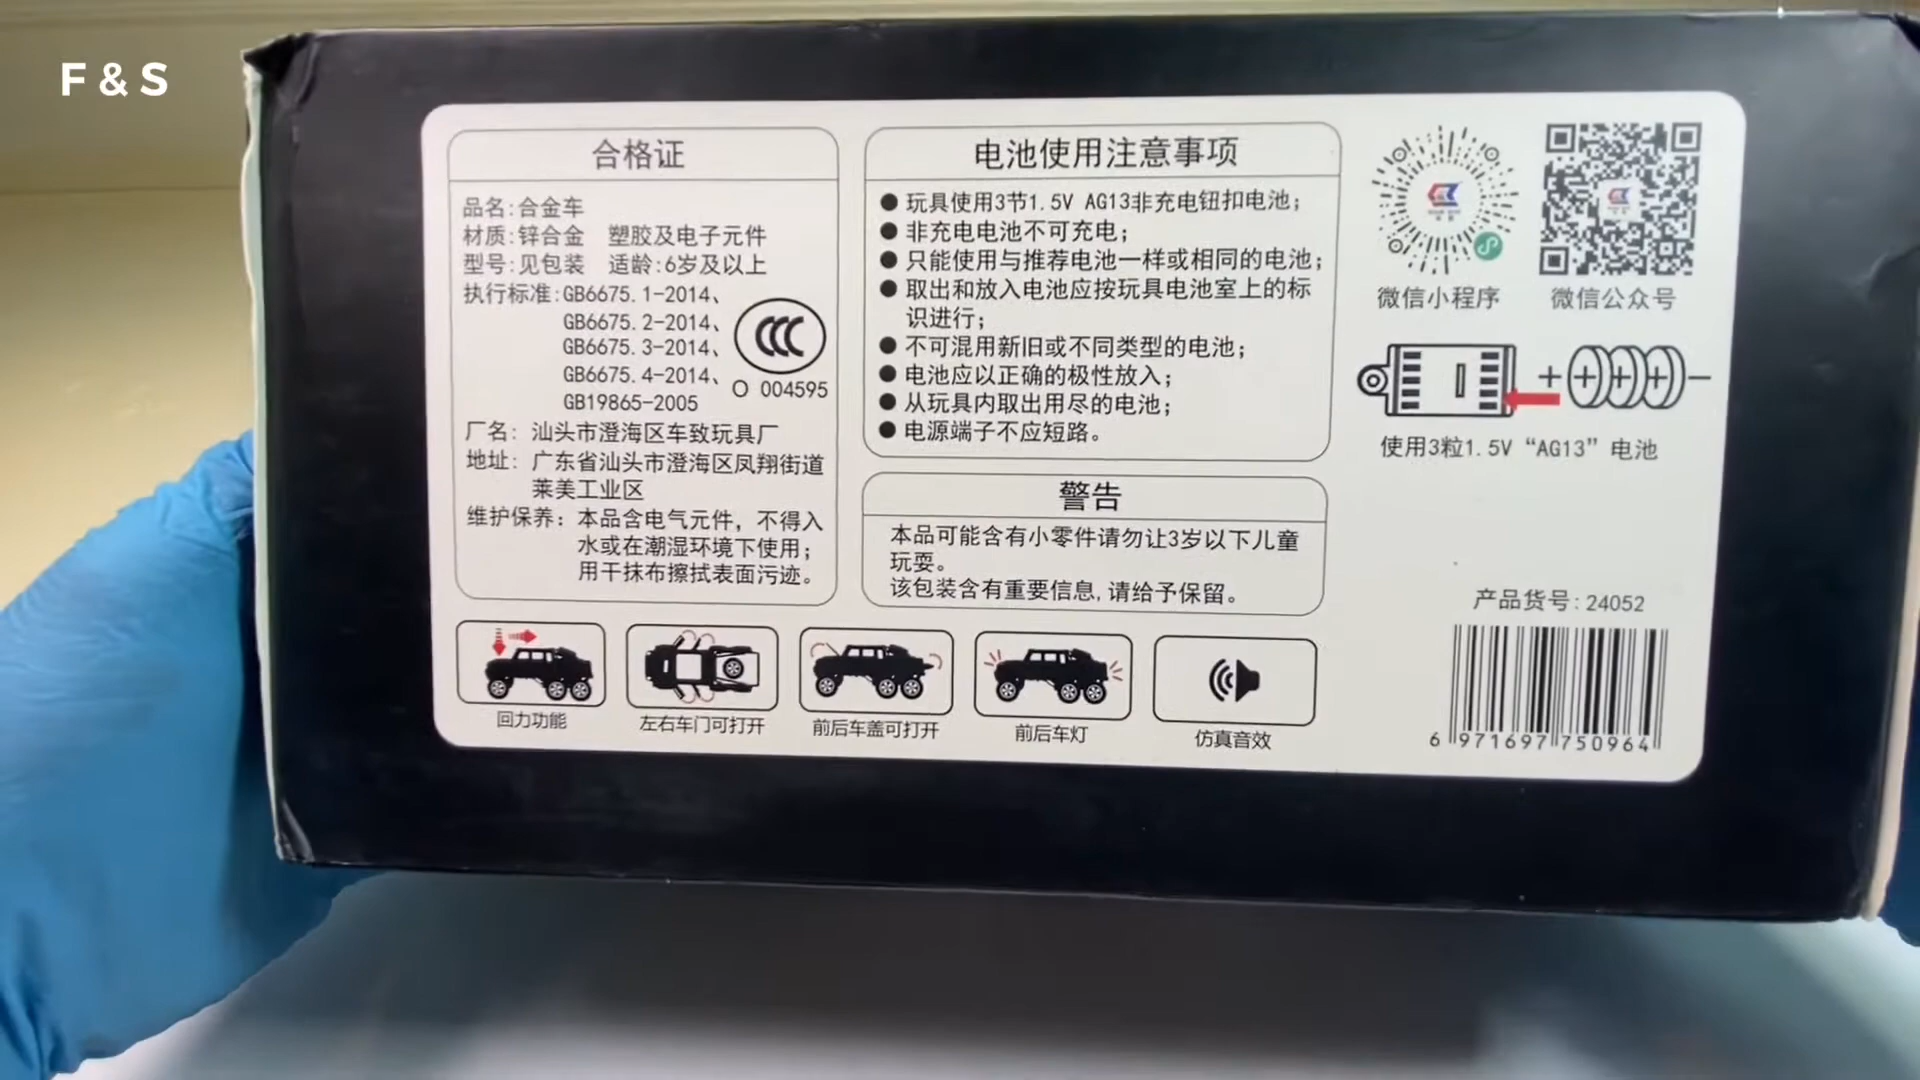 F & S
合格证
品名:合金车
材质:锌合金 塑胶及电子元件
型号:见包装 适龄:6岁及以上
执行标准:GB6675.1-2014、
GB6675.2-2014、
GB6675.3-2014、
GB6675.4-2014、
GB19865-2005
O 004595
厂名: 汕头市澄海区车致玩具厂
地址: 广东省汕头市澄海区凤翔街道
莱美工业区
维护保养: 本品含电气元件, 不得入
水或在潮湿环境下使用;
用干抹布擦拭表面污迹。
电池使用注意事项
● 玩具使用3节1.5V AG13非充电钮扣电池;
● 非充电电池不可充电;
● 只能使用与推荐电池一样或相同的电池;
● 取出和放入电池应按玩具电池室上的标
识进行;
● 不可混用新旧或不同类型的电池;
● 电池应以正确的极性放入;
● 从玩具内取出用尽的电池;
● 电源端子不应短路。
警告
本品可能含有小零件请勿让3岁以下儿童
玩耍。
该包装含有重要信息,请给予保留。
微信小程序
微信公众号
+ + + + −
使用3粒1.5V“AG13”电池
产品货号:24052
6 971697 750964
回力功能
左右车门可打开
前后车盖可打开
前后车灯
仿真音效